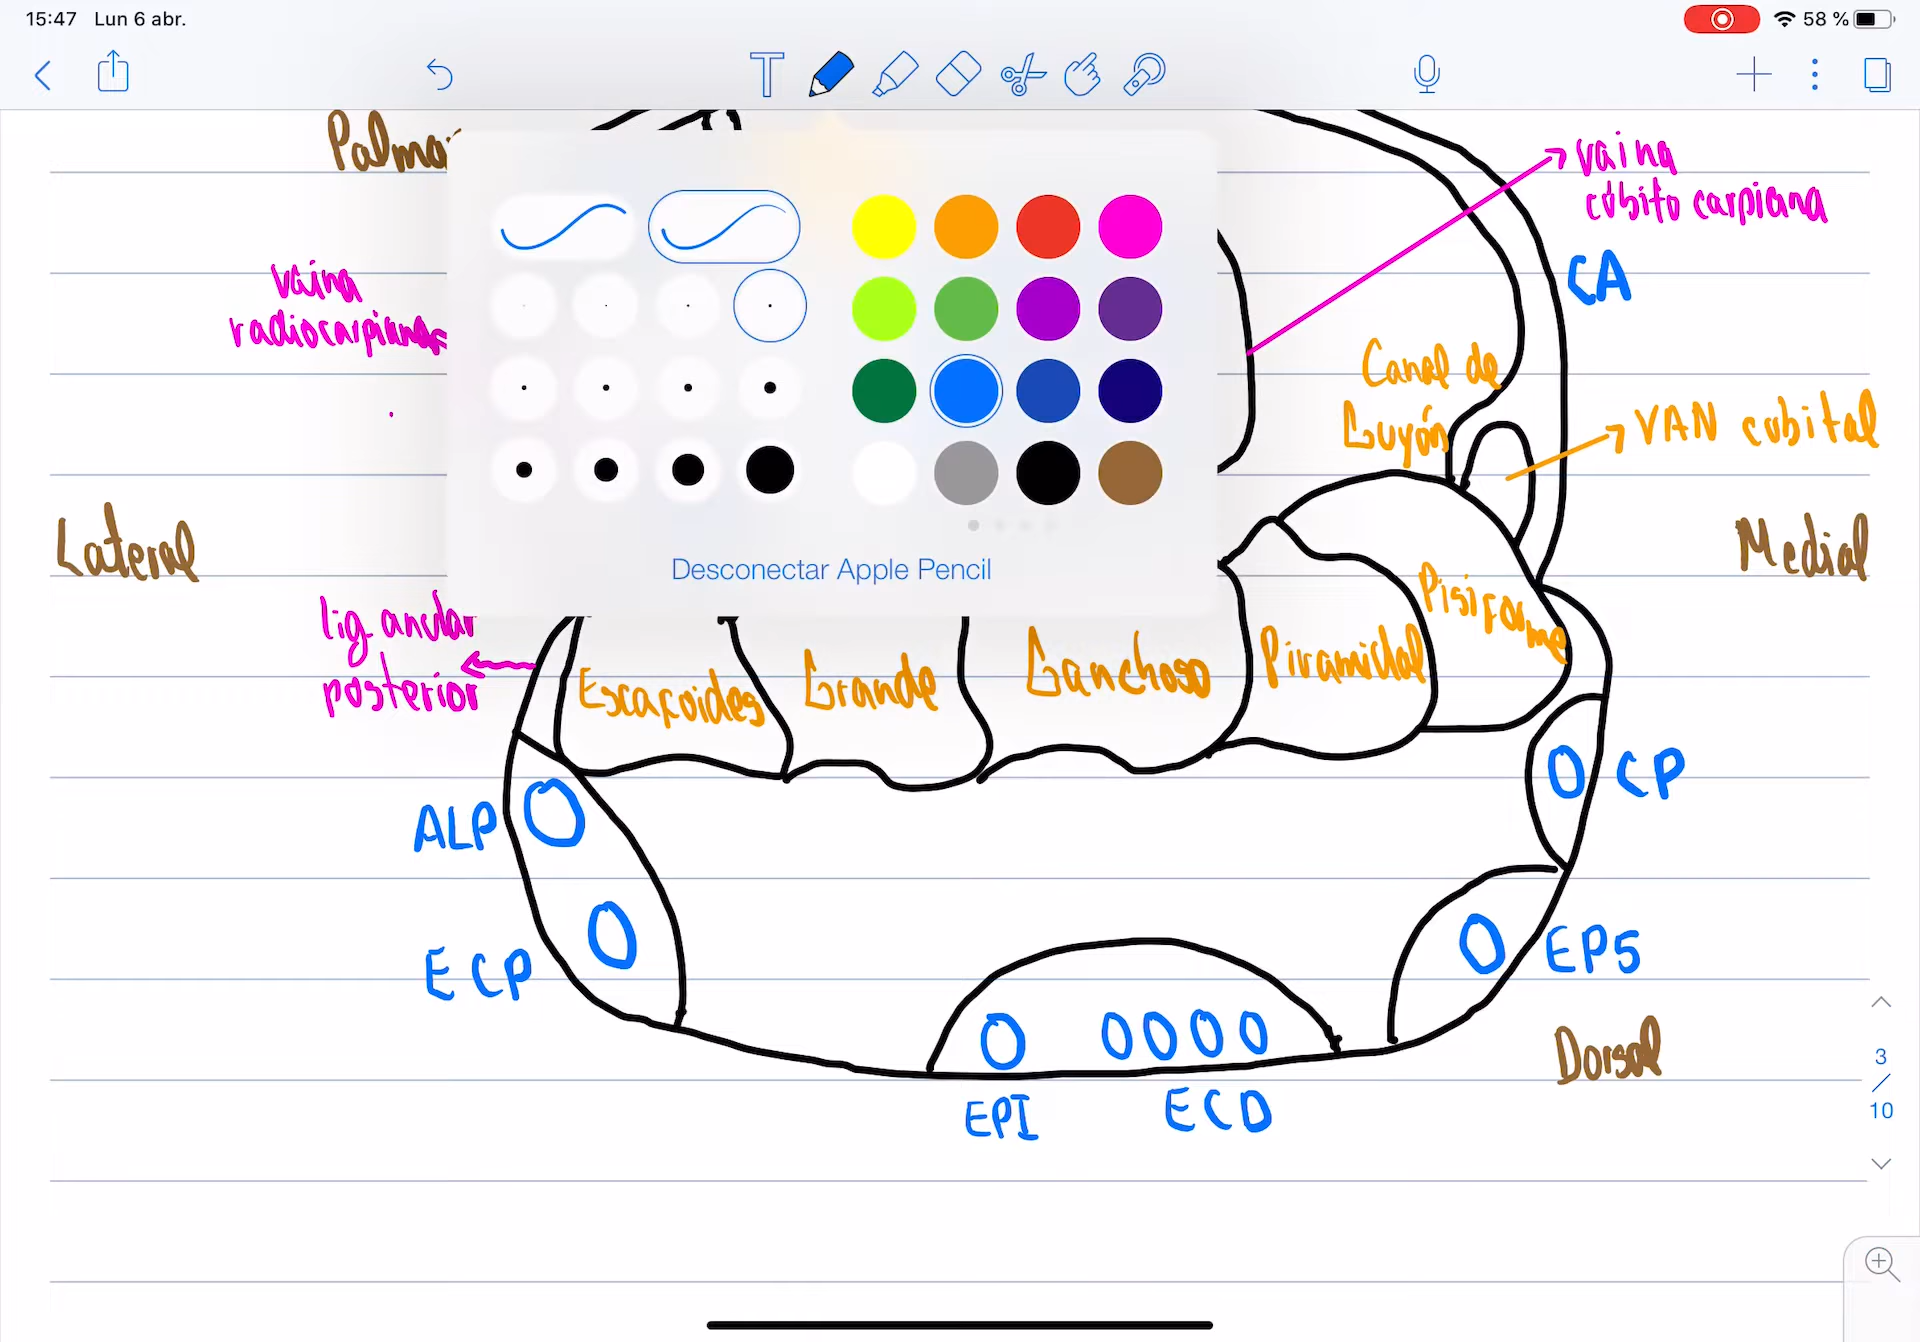 15:47 Lun 6 abr.
58 %
Palma
vaina
cúbito carpiana
vaina
radiocarpiana
CA
Canal de
Guyón
VAN cubital
Lateral
Medial
Desconectar Apple Pencil
lig anular
posterior
Escafoides
Grande
Ganchoso
Piramidal
Pisiforme
ALP
CP
ECP
EP5
Dorsal
3
10
EPI
ECD